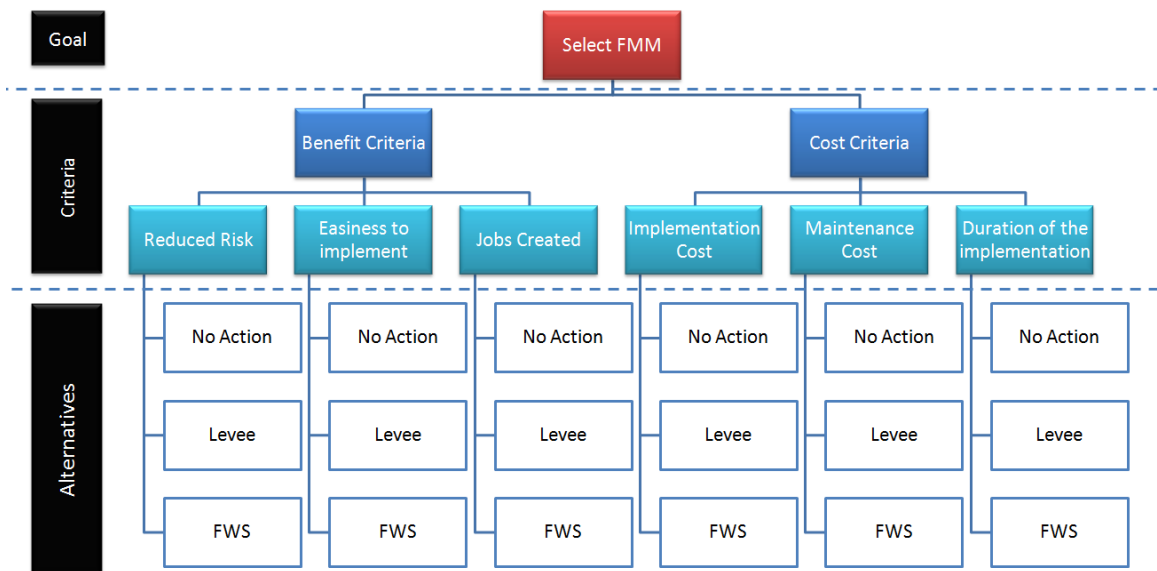 Goal
Select FMM
Criteria
Benefit Criteria
Cost Criteria
Reduced Risk
Easiness to
implement
Jobs Created
Implementation
Cost
Maintenance
Cost
Duration of the
implementation
Alternatives
No Action
No Action
No Action
No Action
No Action
No Action
Levee
Levee
Levee
Levee
Levee
Levee
FWS
FWS
FWS
FWS
FWS
FWS